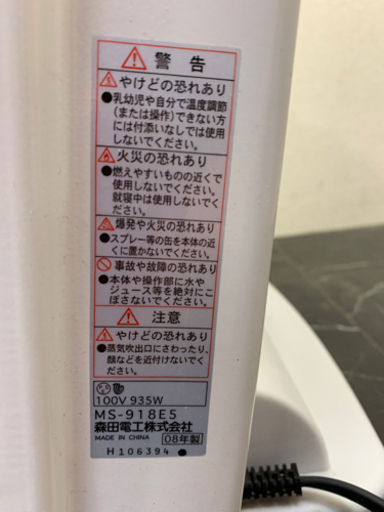 警告
やけどの恐れあり
●乳幼児や自分で温度調節
(または操作)できない方
には付添いなしでは使用
しないでください。
火災の恐れあり
●燃えやすいものの近くで
使用しないでください。
就寝中は使用しないでく
ださい。
爆発や火災の恐れあり
●スプレー等の缶を本体の近
くに置かないでください。
事故や故障の恐れあり
●本体や操作部に水や
ジュース等を絶対にこ
ぼさないでください。
注意
やけどの恐れあり
●蒸気吹出口にさわったり、
顔などを近付けないでく
ださい。
100V 935W
MS-918E5
森田電工株式会社
MADE IN CHINA 08年製
H106394